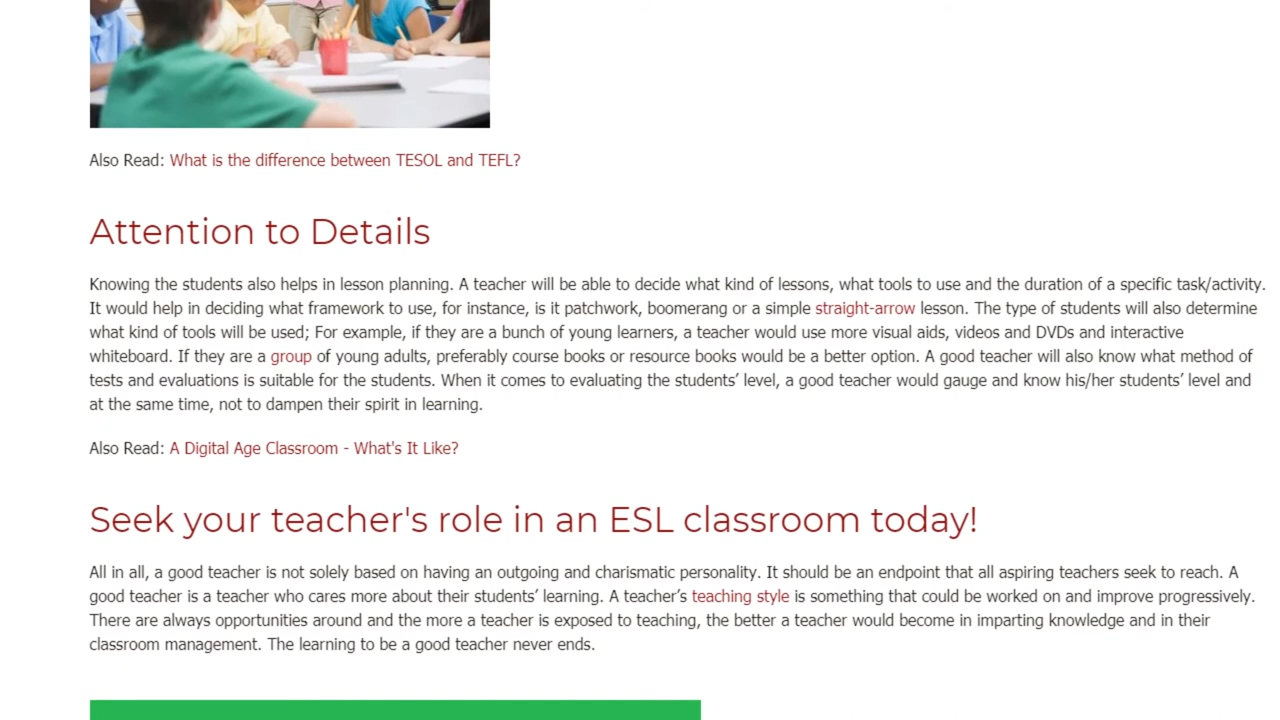 Also Read: What is the difference between TESOL and TEFL?
Attention to Details
Knowing the students also helps in lesson planning. A teacher will be able to decide what kind of lessons, what tools to use and the duration of a specific task/activity.
It would help in deciding what framework to use, for instance, is it patchwork, boomerang or a simple straight-arrow lesson. The type of students will also determine
what kind of tools will be used; For example, if they are a bunch of young learners, a teacher would use more visual aids, videos and DVDs and interactive
whiteboard. If they are a group of young adults, preferably course books or resource books would be a better option. A good teacher will also know what method of
tests and evaluations is suitable for the students. When it comes to evaluating the students’ level, a good teacher would gauge and know his/her students’ level and
at the same time, not to dampen their spirit in learning.
Also Read: A Digital Age Classroom - What's It Like?
Seek your teacher's role in an ESL classroom today!
All in all, a good teacher is not solely based on having an outgoing and charismatic personality. It should be an endpoint that all aspiring teachers seek to reach. A
good teacher is a teacher who cares more about their students’ learning. A teacher’s teaching style is something that could be worked on and improve progressively.
There are always opportunities around and the more a teacher is exposed to teaching, the better a teacher would become in imparting knowledge and in their
classroom management. The learning to be a good teacher never ends.